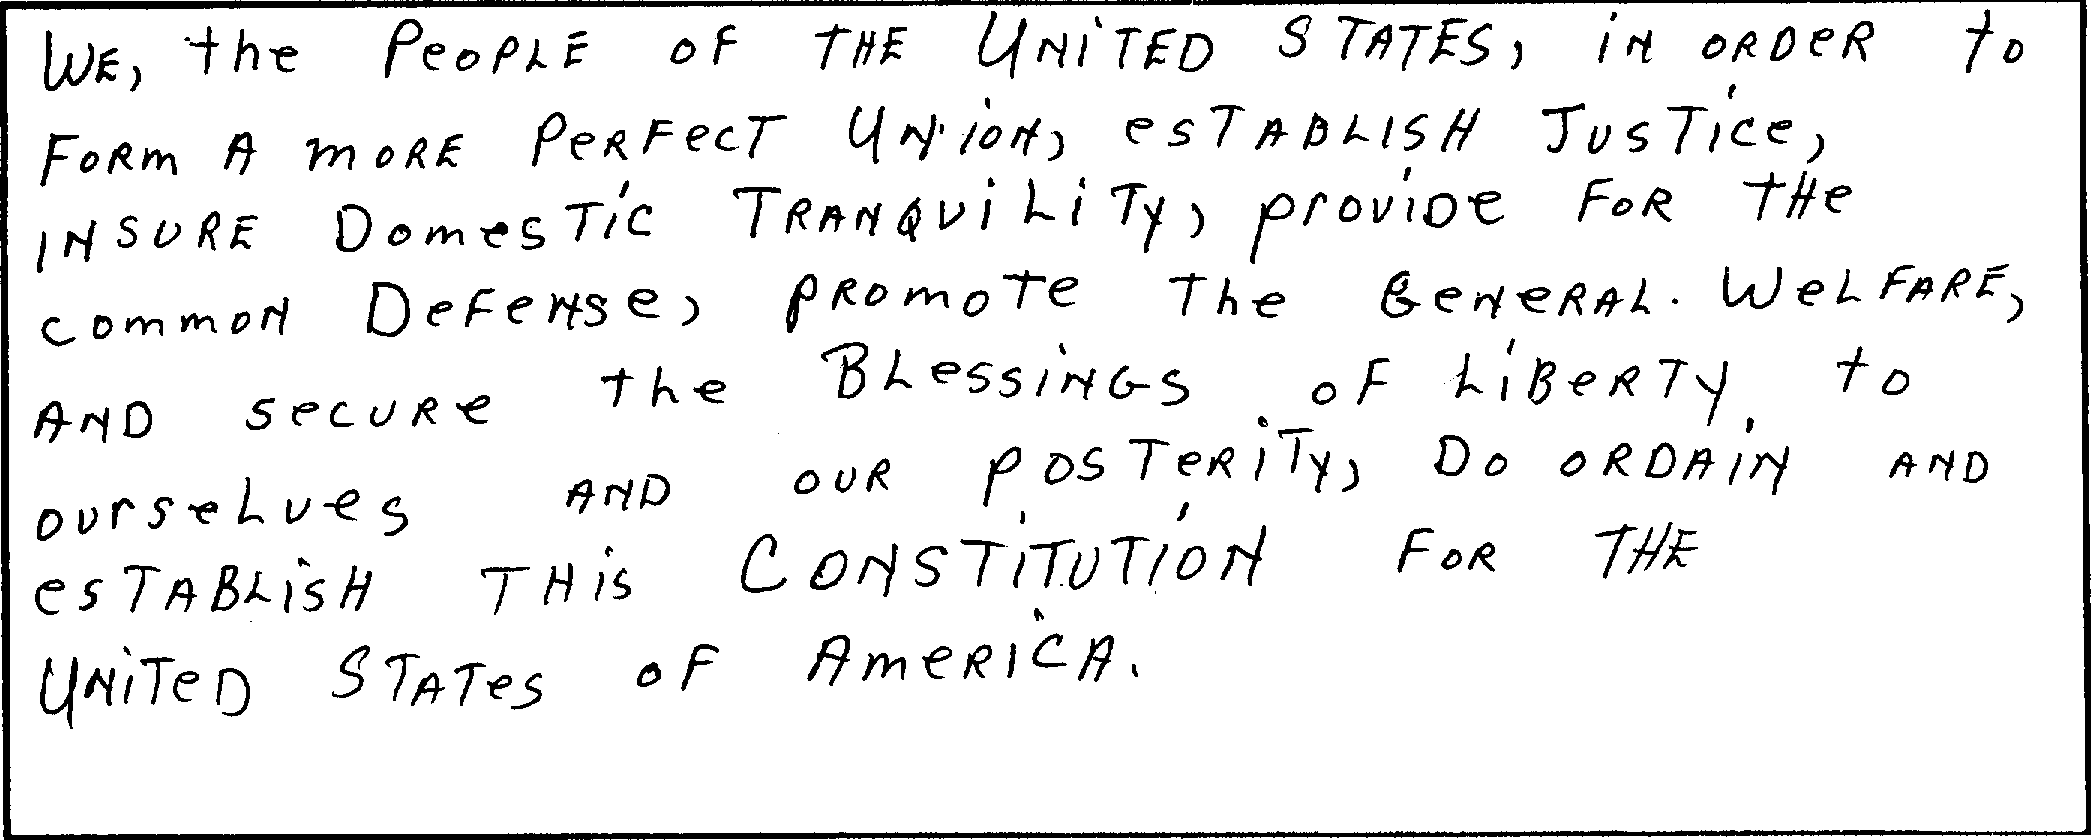 WE, the PeoPLE oF THE UNiTED STATES, iN ORDeR to
FoRm A moRE PeRFecT UNioN, esTABLISH JusTice,
INSURE DomesTic TRANQUiLiTy, provide FoR THe
common DeFeNse, pRomoTe The GeNeRAL WeLFARE,
AND secuRe the BLessiNGS oF LiBeRTy to
ourseLves AND ouR posTeRiTy, Do oRDAiN AND
esTABLiSH THis CONSTiTUTioN FoR THE
UNiTeD STATes oF AmeRiCA.